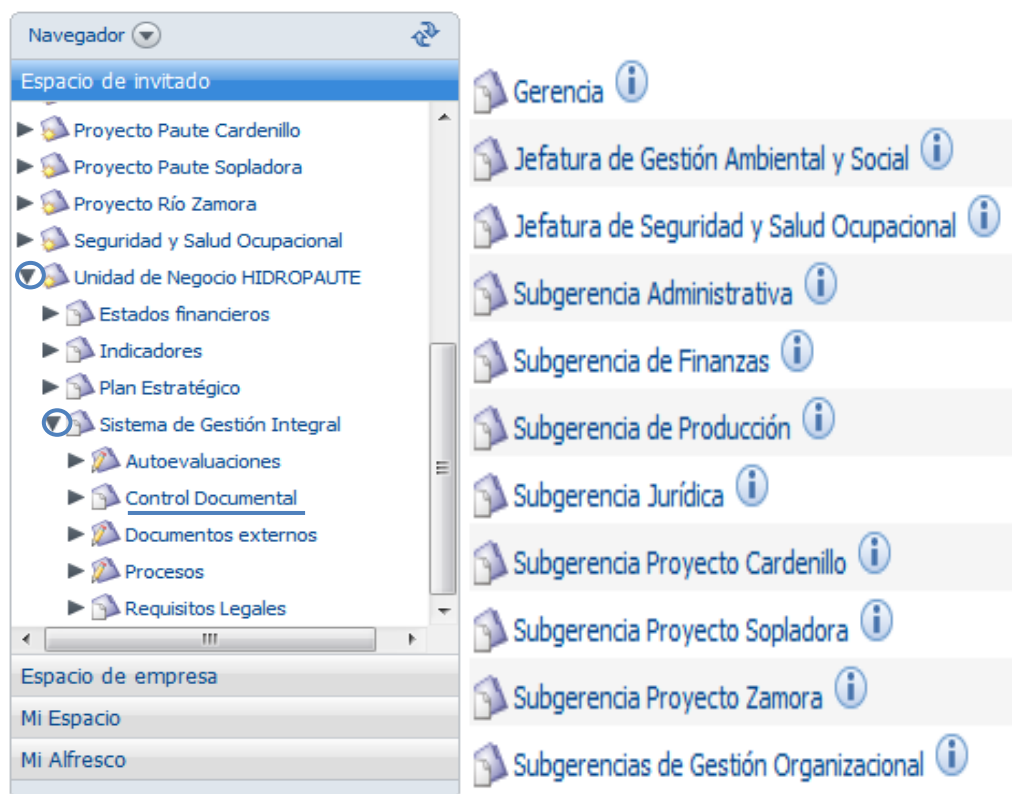 Navegador
Espacio de invitado
Proyecto Paute Cardenillo
Proyecto Paute Sopladora
Proyecto Río Zamora
Seguridad y Salud Ocupacional
Unidad de Negocio HIDROPAUTE
Estados financieros
Indicadores
Plan Estratégico
Sistema de Gestión Integral
Autoevaluaciones
Control Documental
Documentos externos
Procesos
Requisitos Legales
Espacio de empresa
Mi Espacio
Mi Alfresco
Gerencia
Jefatura de Gestión Ambiental y Social
Jefatura de Seguridad y Salud Ocupacional
Subgerencia Administrativa
Subgerencia de Finanzas
Subgerencia de Producción
Subgerencia Jurídica
Subgerencia Proyecto Cardenillo
Subgerencia Proyecto Sopladora
Subgerencia Proyecto Zamora
Subgerencias de Gestión Organizacional